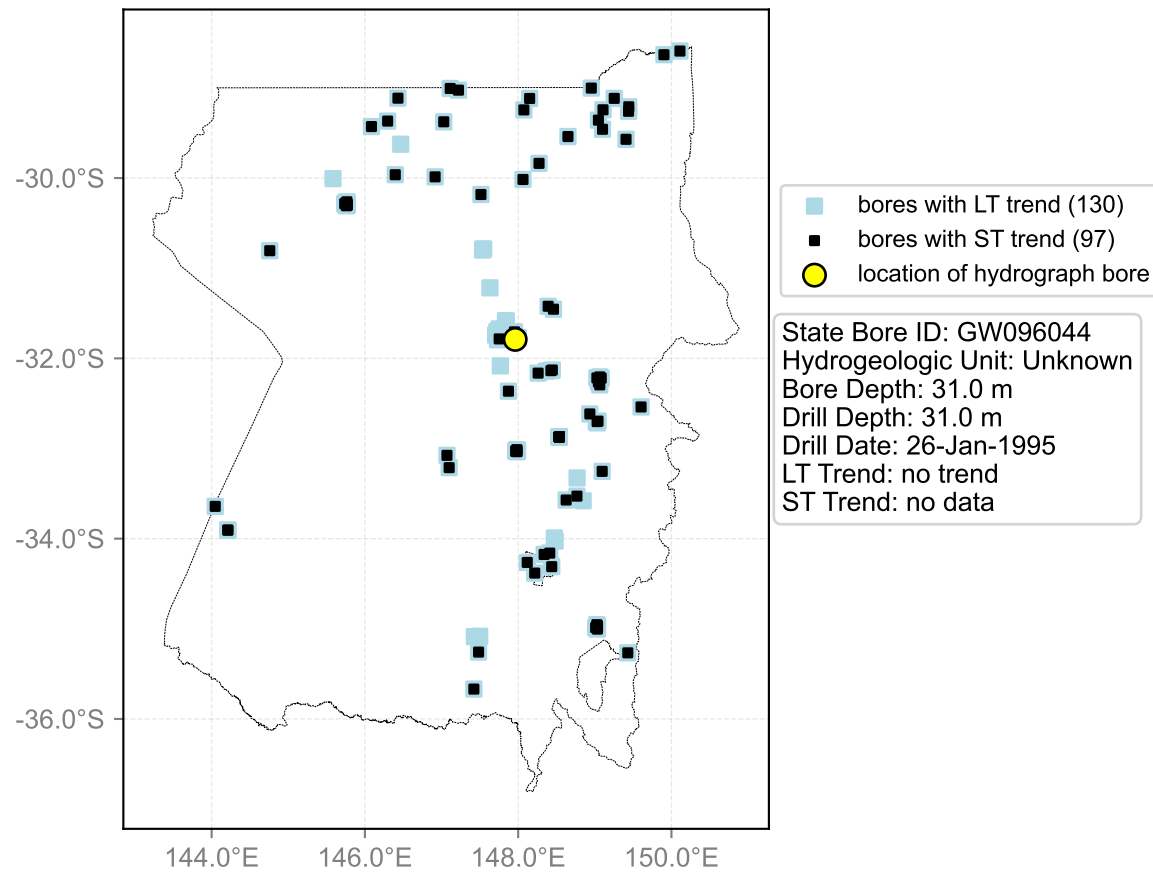 -30.0°S
-32.0°S
-34.0°S
-36.0°S
144.0°E
146.0°E
148.0°E
150.0°E
bores with LT trend (130)
bores with ST trend (97)
location of hydrograph bore
State Bore ID: GW096044
Hydrogeologic Unit: Unknown
Bore Depth: 31.0 m
Drill Depth: 31.0 m
Drill Date: 26-Jan-1995
LT Trend: no trend
ST Trend: no data